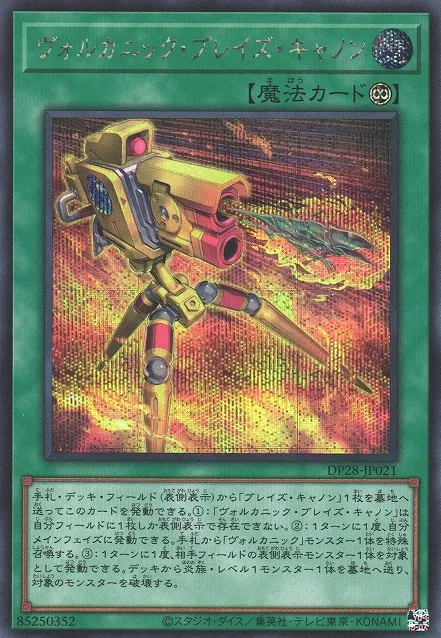 ヴォルカニック・ブレイズ・キャノン
【魔法カード】
DP28-JP021
手札・デッキ・フィールド(表側表示)から「ブレイズ・キャノン」1枚を墓地へ
送ってこのカードを発動できる。①:「ヴォルカニック・ブレイズ・キャノン」は
自分フィールドに1枚しか表側表示で存在できない。②:1ターンに1度、自分
メインフェイズに発動できる。手札から「ヴォルカニック」モンスター1体を特殊
召喚する。③:1ターンに1度、相手フィールドの表側表示モンスター1体を対象
として発動できる。デッキから炎族・レベル1モンスター1体を墓地へ送り、
対象のモンスターを破壊する。
85250352
©スタジオ・ダイス/集英社・テレビ東京・KONAMI